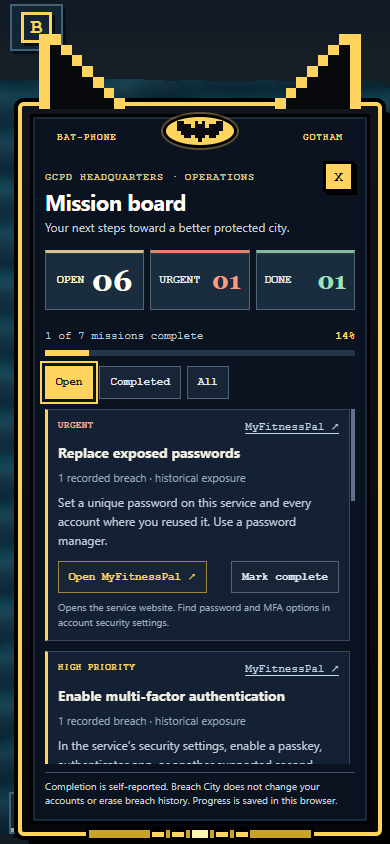 B
BAT-PHONE
GOTHAM
GCPD HEADQUARTERS · OPERATIONS
X
Mission board
Your next steps toward a better protected city.
OPEN 06
URGENT 01
DONE 01
1 of 7 missions complete 14%
Open Completed All
URGENT MyFitnessPal ↗
Replace exposed passwords
1 recorded breach · historical exposure
Set a unique password on this service and every
account where you reused it. Use a password
manager.
Open MyFitnessPal ↗ Mark complete
Opens the service website. Find password and MFA options in
account security settings.
HIGH PRIORITY MyFitnessPal ↗
Enable multi-factor authentication
1 recorded breach · historical exposure
In the service's security settings, enable a passkey,
Completion is self-reported. Breach City does not change your
accounts or erase breach history. Progress is saved in this browser.